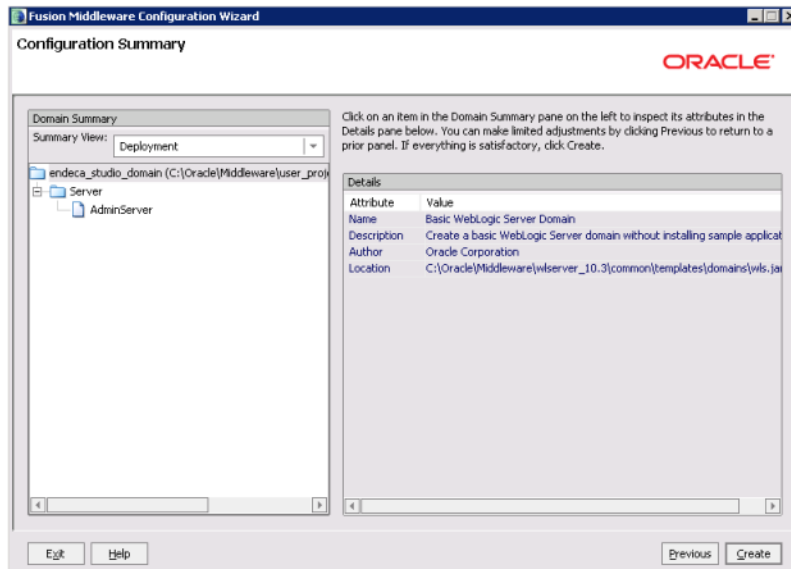 Fusion Middleware Configuration Wizard
Configuration Summary
ORACLE
Domain Summary
Summary View:
Deployment
endeca_studio_domain (C:\Oracle\Middleware\user_proj
Server
AdminServer
Click on an item in the Domain Summary pane on the left to inspect its attributes in the
Details pane below. You can make limited adjustments by clicking Previous to return to a
prior panel. If everything is satisfactory, click Create.
Details
Attribute Value
Name Basic WebLogic Server Domain
Description Create a basic WebLogic Server domain without installing sample applicat
Author Oracle Corporation
Location C:\Oracle\Middleware\wlserver_10.3\common\templates\domains\wls.jar
Exit Help Previous Create